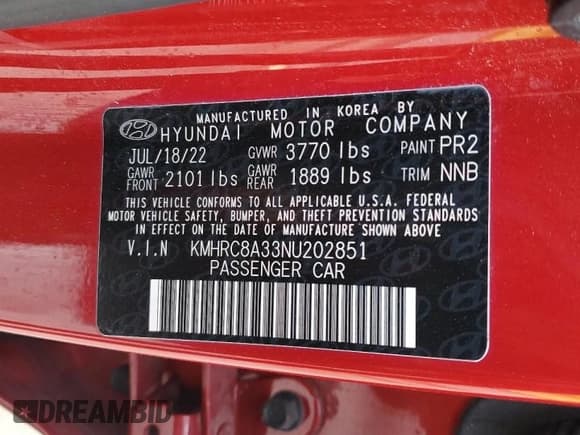 MANUFACTURED IN KOREA BY
HYUNDAI MOTOR COMPANY
JUL/18/22 GVWR 3770 lbs PAINT PR2
GAWR FRONT 2101 lbs GAWR REAR 1889 lbs TRIM NNB
THIS VEHICLE CONFORMS TO ALL APPLICABLE U.S.A. FEDERAL
MOTOR VEHICLE SAFETY, BUMPER, AND THEFT PREVENTION STANDARDS
IN EFFECT ON THE DATE OF MANUFACTURE SHOWN ABOVE
V.I.N KMHRC8A33NU202851
PASSENGER CAR
DREAMBID